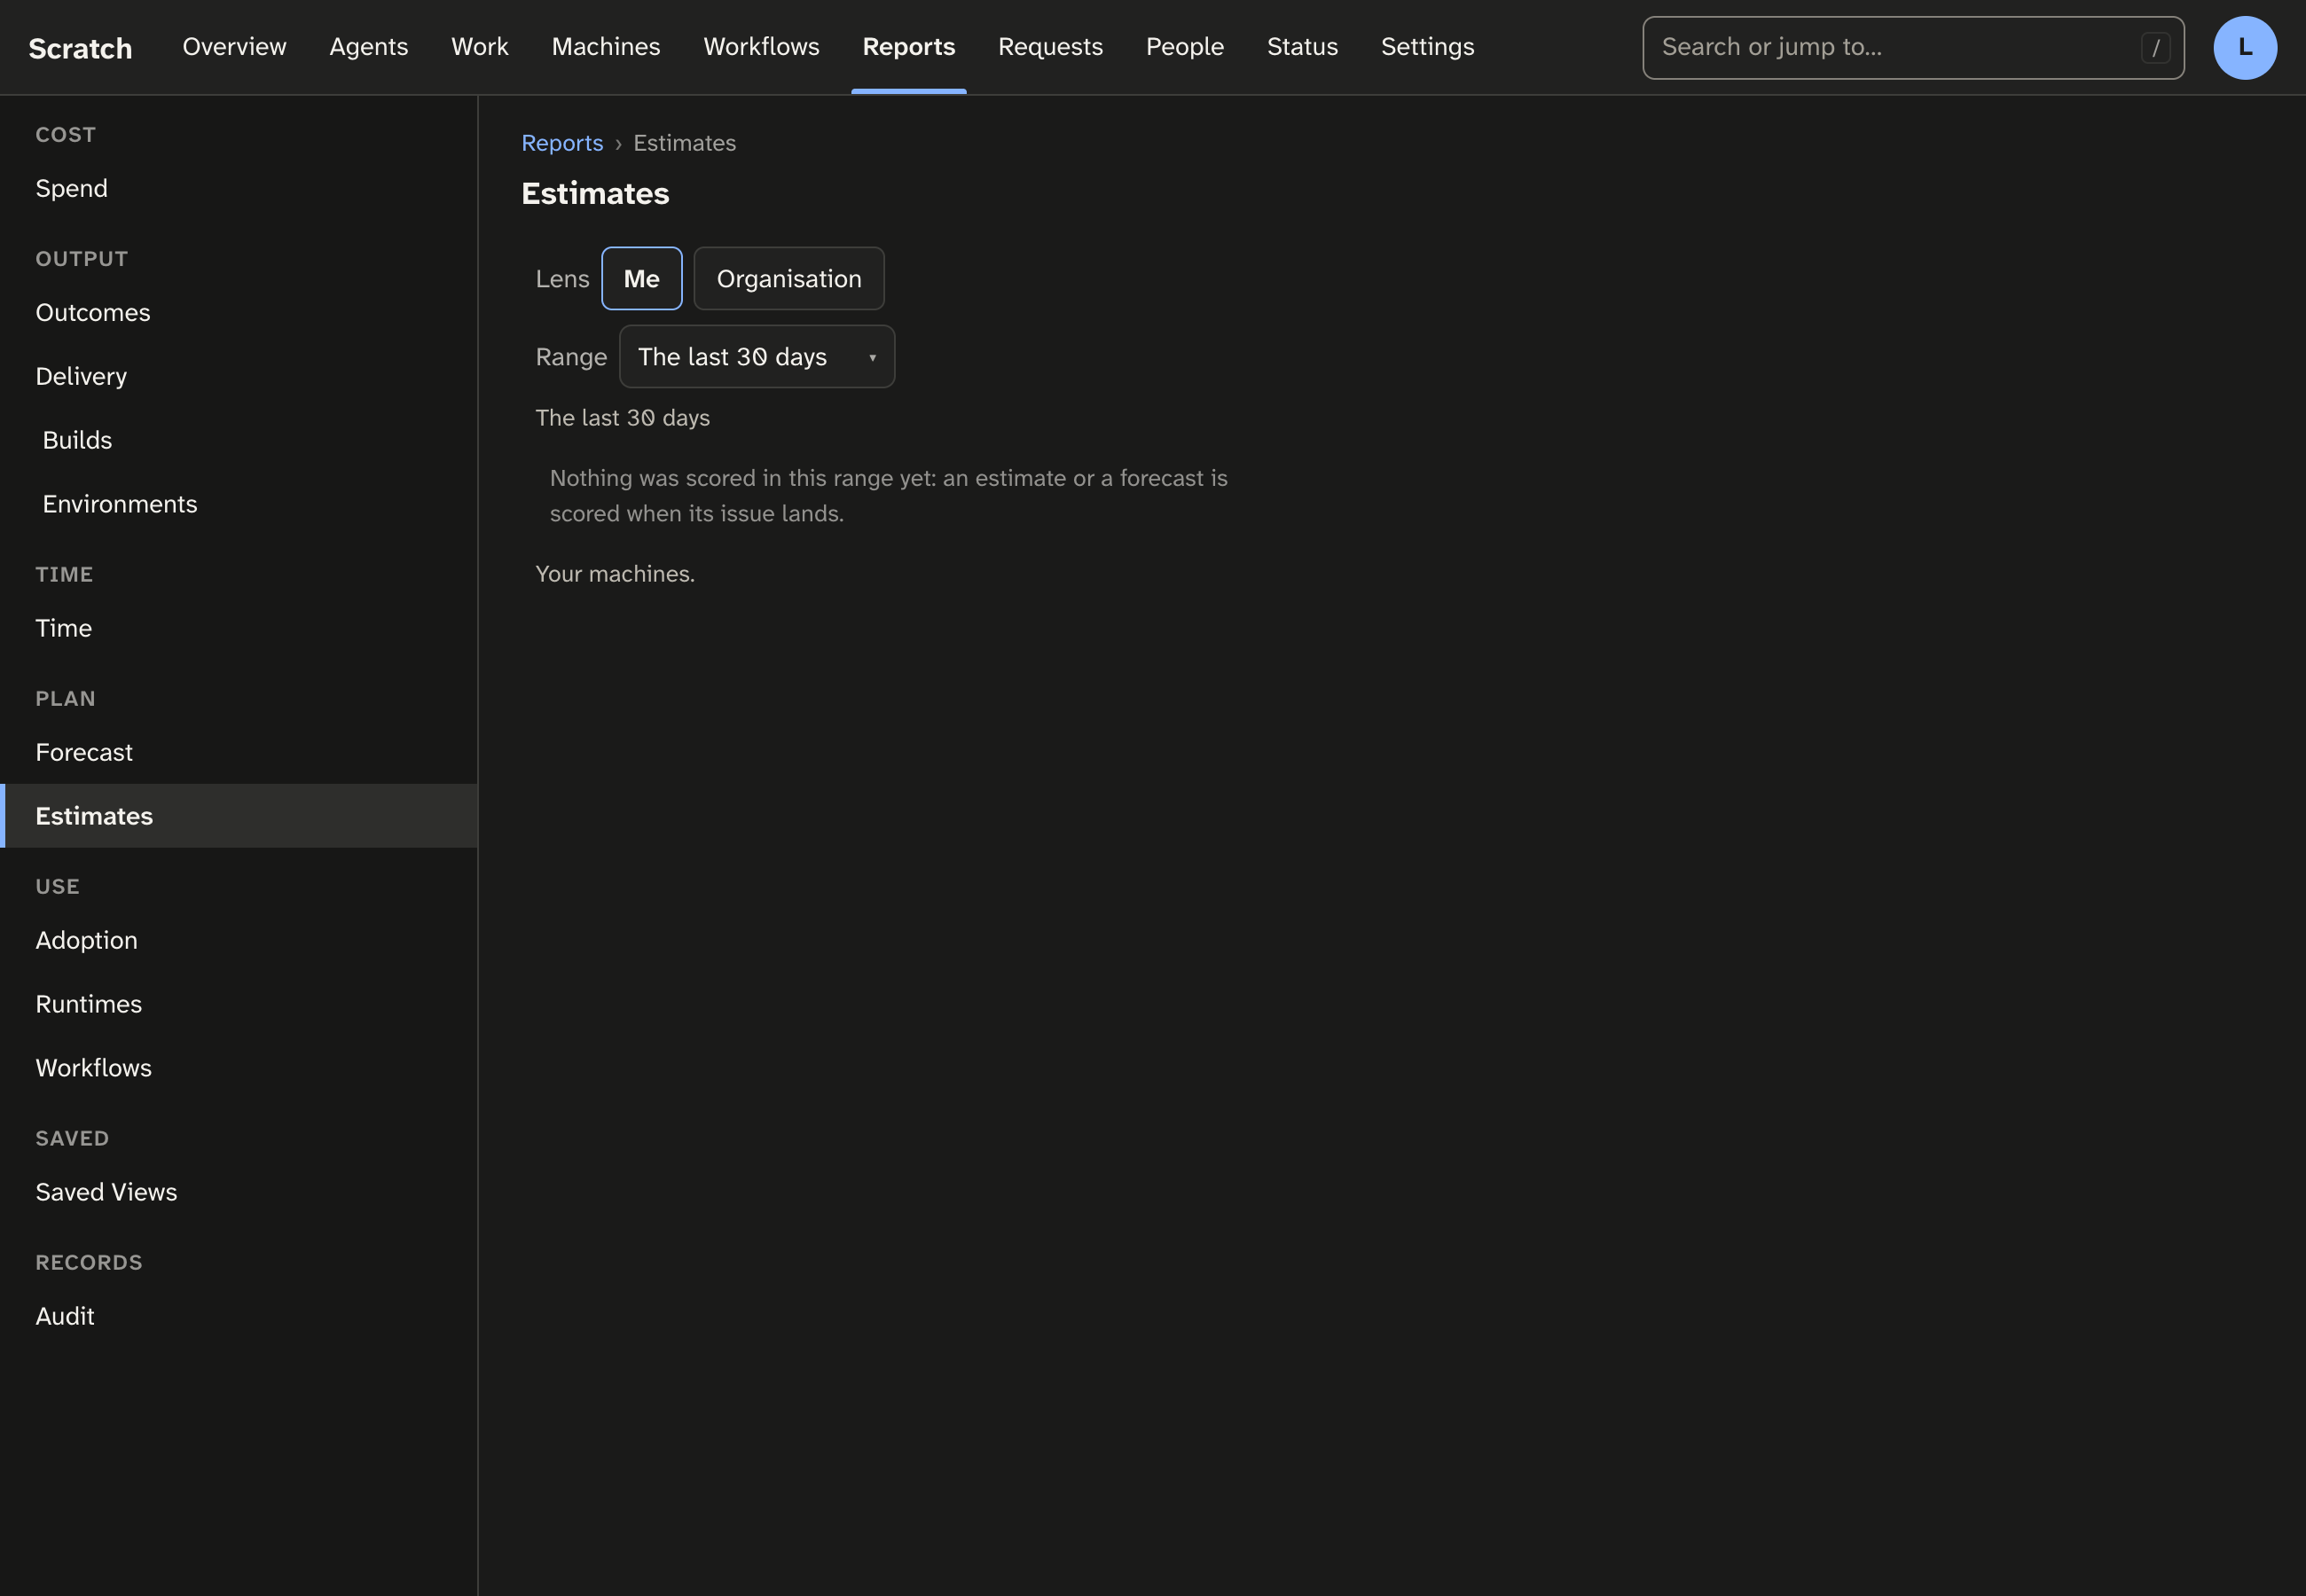 Scratch
Overview
Agents
Work
Machines
Workflows
Reports
Requests
People
Status
Settings
Search or jump to...
/
L
COST
Spend
OUTPUT
Outcomes
Delivery
Builds
Environments
TIME
Time
PLAN
Forecast
Estimates
USE
Adoption
Runtimes
Workflows
SAVED
Saved Views
RECORDS
Audit
Reports › Estimates
Estimates
Lens Me Organisation
Range The last 30 days
The last 30 days
Nothing was scored in this range yet: an estimate or a forecast is
scored when its issue lands.
Your machines.